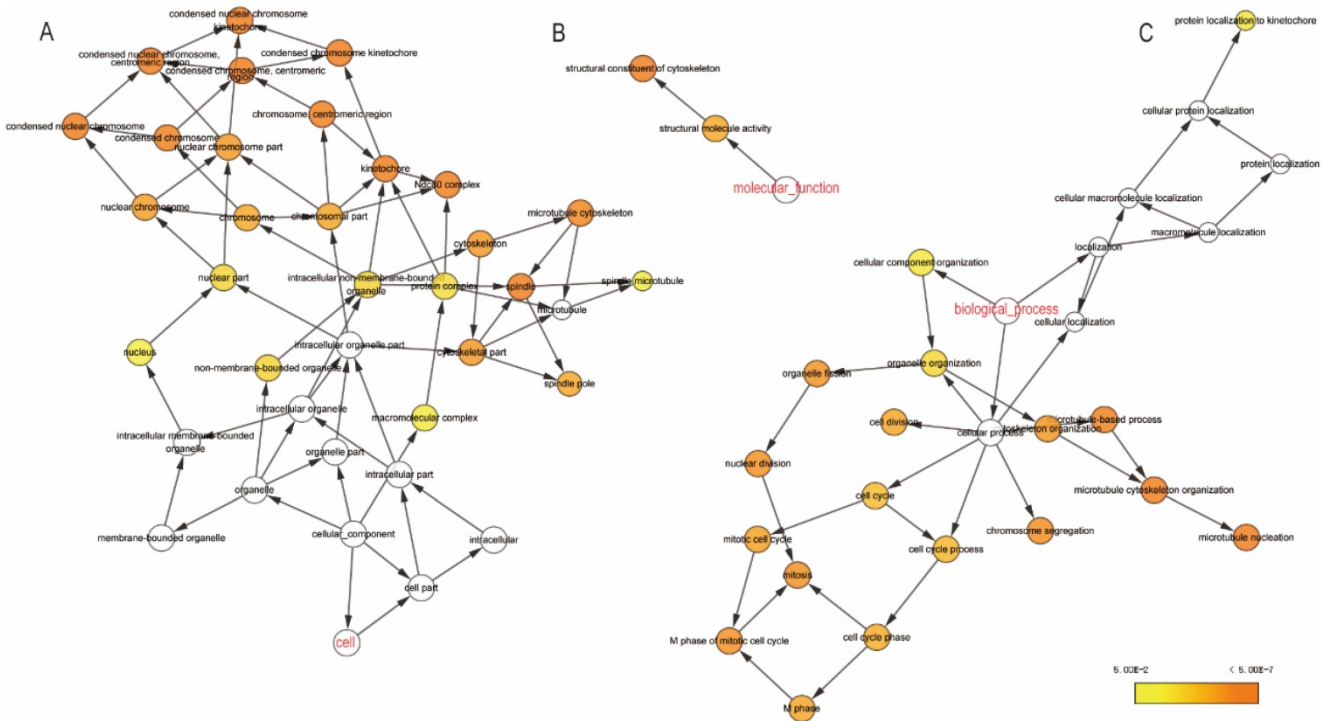 A
condensed nuclear chromosome
kinetochore
condensed nuclear chromosome,
centromeric region
condensed chromosome kinetochore
condensed chromosome, centromeric
region
chromosome, centromeric region
condensed nuclear chromosome
condensed chromosome
nuclear chromosome part
kinetochore
Ndc80 complex
nuclear chromosome
chromosome
chromosomal part
microtubule cytoskeleton
cytoskeleton
nuclear part
intracellular non-membrane-bounded
organelle
protein complex
spindle
spindle microtubule
microtubule
nucleus
intracellular organelle part
cytoskeletal part
non-membrane-bounded organelle
spindle pole
intracellular organelle
macromolecular complex
intracellular membrane-bounded
organelle
organelle part
intracellular part
organelle
membrane-bounded organelle
cellular_component
intracellular
cell part
cell
B
structural constituent of cytoskeleton
structural molecule activity
molecular_function
C
protein localization to kinetochore
cellular protein localization
protein localization
cellular macromolecule localization
macromolecule localization
localization
cellular component organization
biological_process
cellular localization
organelle organization
organelle fission
cell division
microtubule-based process
toskeleton organization
cellular process
nuclear division
microtubule cytoskeleton organization
cell cycle
chromosome segregation
microtubule nucleation
mitotic cell cycle
cell cycle process
mitosis
M phase of mitotic cell cycle
cell cycle phase
M phase
5.00E-2
< 5.00E-7